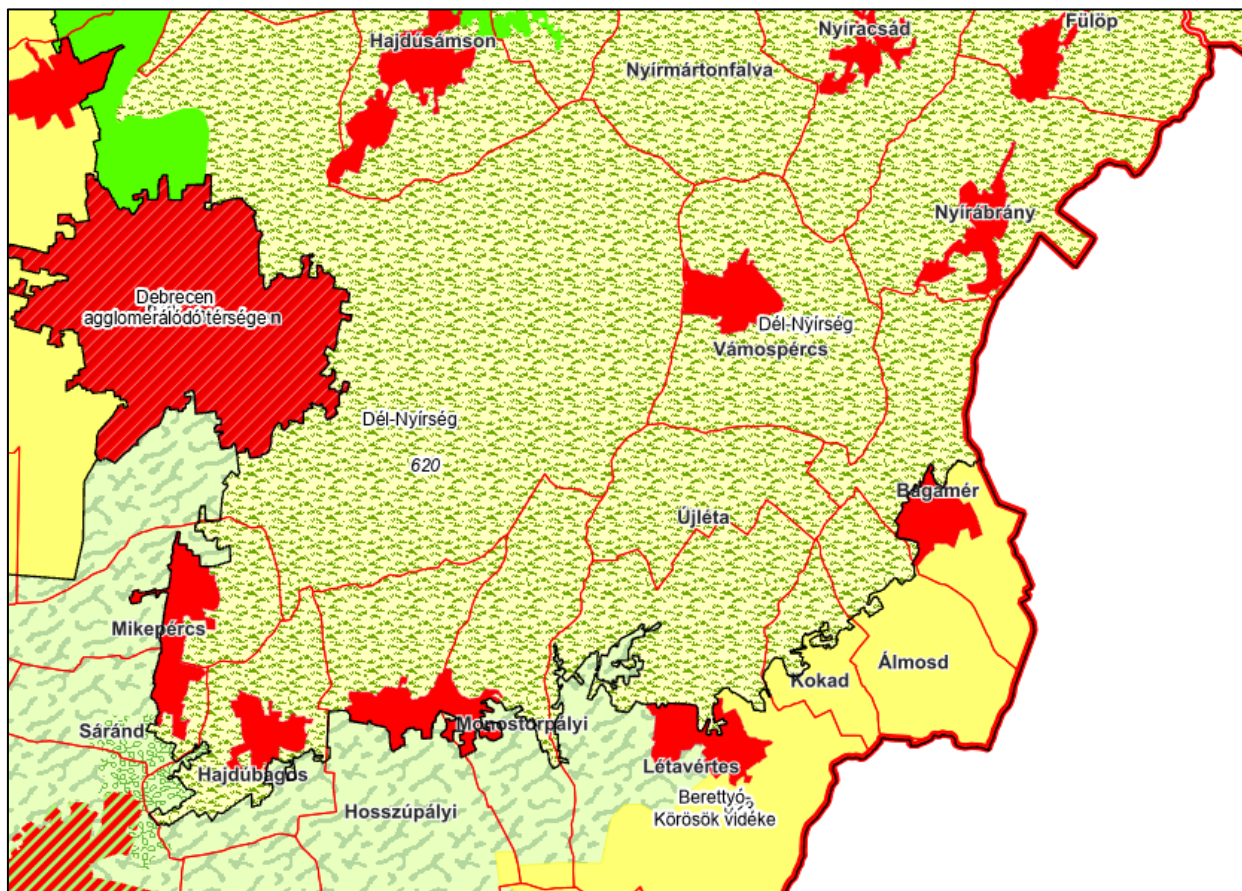 Fülöp
Nyíracsád
Hajdúsámson
Nyírmártonfalva
Nyírábrány
Debrecen
agglomerálódó térsége
Dél-Nyírség
Vámospércs
Dél-Nyírség
620
Bagamér
Újléta
Mikepércs
Álmosd
Kokad
Sáránd
Monostorpályi
Hajdúbagos
Létavértes
Berettyó-
Körösök vidéke
Hosszúpályi